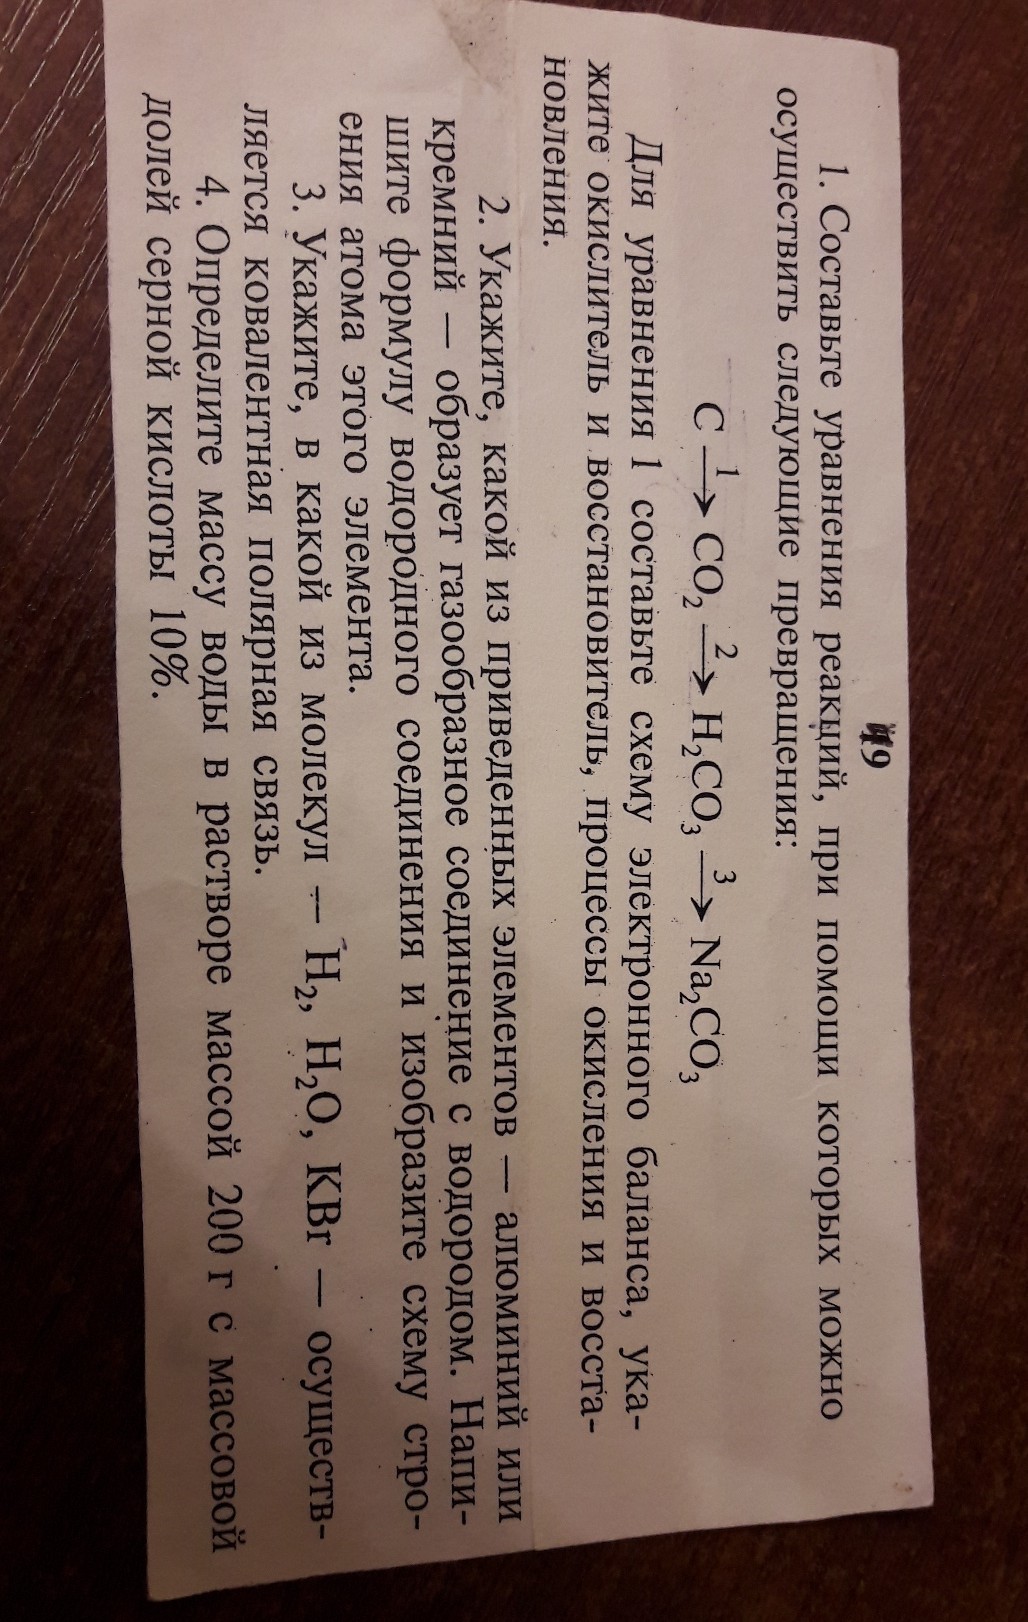 19
1. Составьте уравнения реакций, при помощи которых можно
осуществить следующие превращения:
C —1→ CO₂ —2→ H₂CO₃ —3→ Na₂CO₃
Для уравнения 1 составьте схему электронного баланса, ука-
жите окислитель и восстановитель, процессы окисления и восста-
новления.
2. Укажите, какой из приведенных элементов — алюминий или
кремний — образует газообразное соединение с водородом. Напи-
шите формулу водородного соединения и изобразите схему стро-
ения атома этого элемента.
3. Укажите, в какой из молекул — H₂, H₂O, KBr — осуществ-
ляется ковалентная полярная связь.
4. Определите массу воды в растворе массой 200 г с массовой
долей серной кислоты 10%.